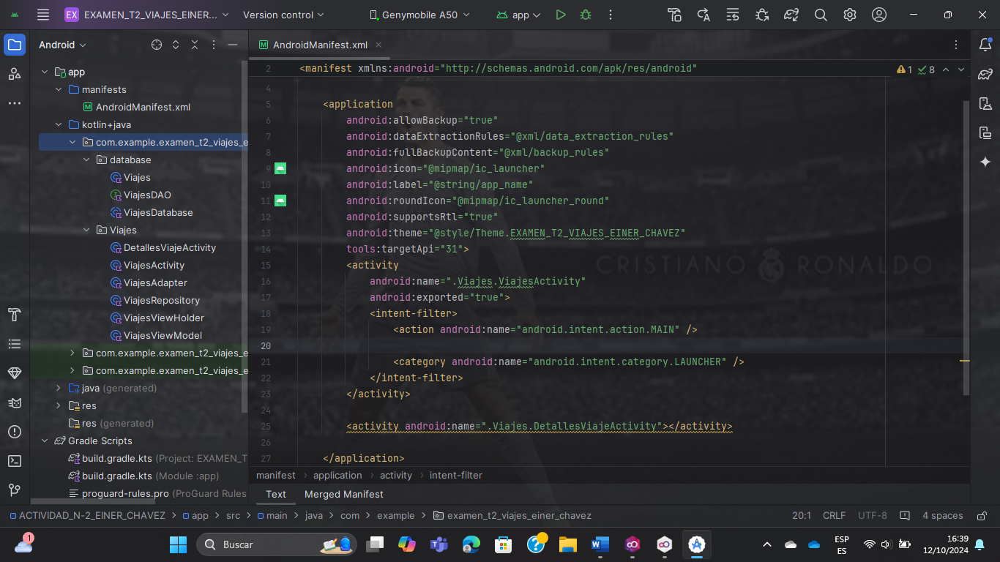 EX EXAMEN_T2_VIAJES_EINER... Version control Genymobile A50 app
Android
AndroidManifest.xml
app
manifests
AndroidManifest.xml
kotlin+java
com.example.examen_t2_viajes_e
database
Viajes
ViajesDAO
ViajesDatabase
Viajes
DetallesViajeActivity
ViajesActivity
ViajesAdapter
ViajesRepository
ViajesViewHolder
ViajesViewModel
com.example.examen_t2_viajes_e
com.example.examen_t2_viajes_e
java (generated)
res
res (generated)
Gradle Scripts
build.gradle.kts (Project: EXAMEN_T
build.gradle.kts (Module :app)
proguard-rules.pro (ProGuard Rules
1 8
2 <manifest xmlns:android="http://schemas.android.com/apk/res/android"
4
5 <application
6 android:allowBackup="true"
7 android:dataExtractionRules="@xml/data_extraction_rules"
8 android:fullBackupContent="@xml/backup_rules"
9 android:icon="@mipmap/ic_launcher"
10 android:label="@string/app_name"
11 android:roundIcon="@mipmap/ic_launcher_round"
12 android:supportsRtl="true"
13 android:theme="@style/Theme.EXAMEN_T2_VIAJES_EINER_CHAVEZ"
14 tools:targetApi="31">
15 <activity
16 android:name=".Viajes.ViajesActivity"
17 android:exported="true">
18 <intent-filter>
19 <action android:name="android.intent.action.MAIN" />
20
21 <category android:name="android.intent.category.LAUNCHER" />
22 </intent-filter>
23 </activity>
24
25 <activity android:name=".Viajes.DetallesViajeActivity"></activity>
26
27 </application>
CRISTIANO RONALDO
manifest application activity intent-filter
Text Merged Manifest
ACTIVIDAD_N-2_EINER_CHAVEZ app src main java com example examen_t2_viajes_einer_chavez 20:1 CRLF UTF-8 4 spaces
1 Buscar ESP ES 16:39 12/10/2024